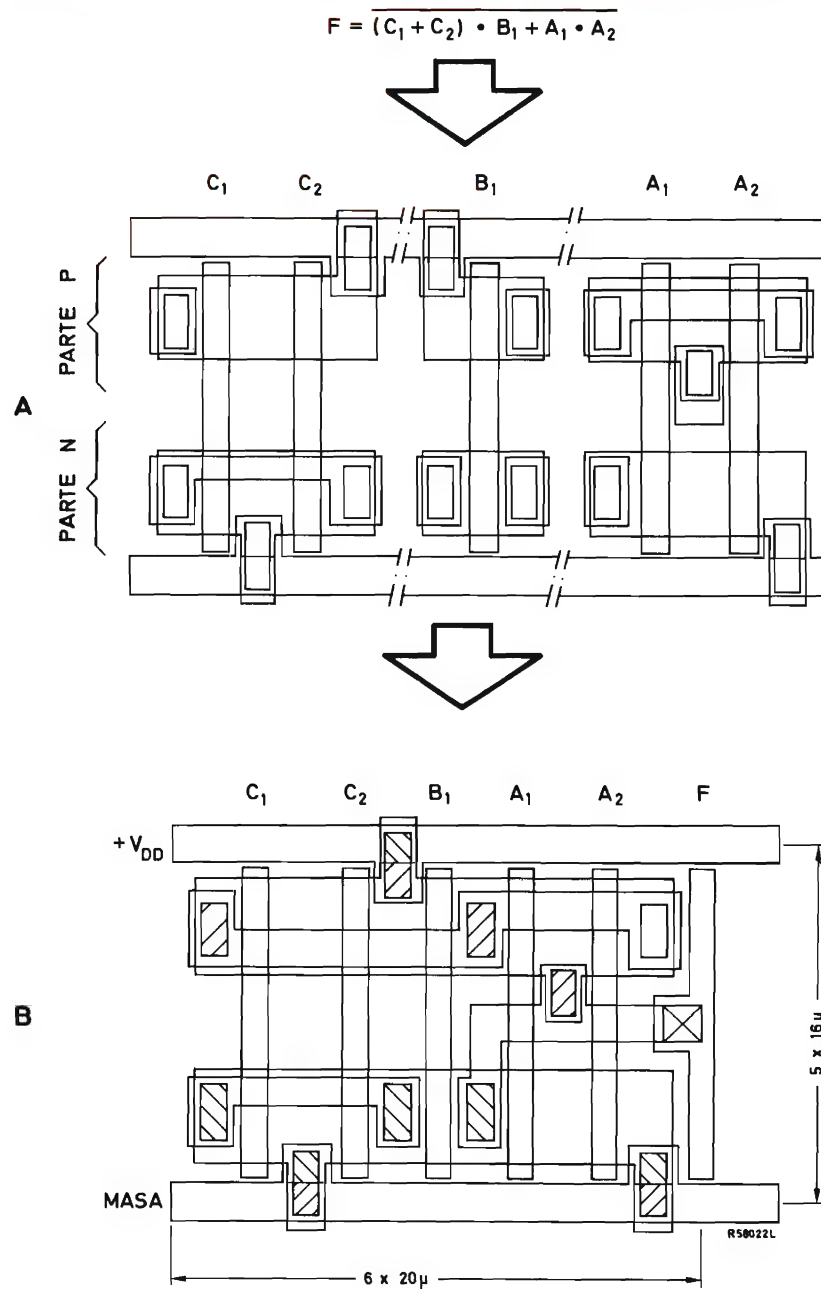 F = (C₁ + C₂) • B₁ + A₁ • A₂
C₁ C₂ B₁ A₁ A₂
PARTE P
A
PARTE N
C₁ C₂ B₁ A₁ A₂ F
+V_DD
B
5 x 16μ
MASA
R58022L
6 x 20μ